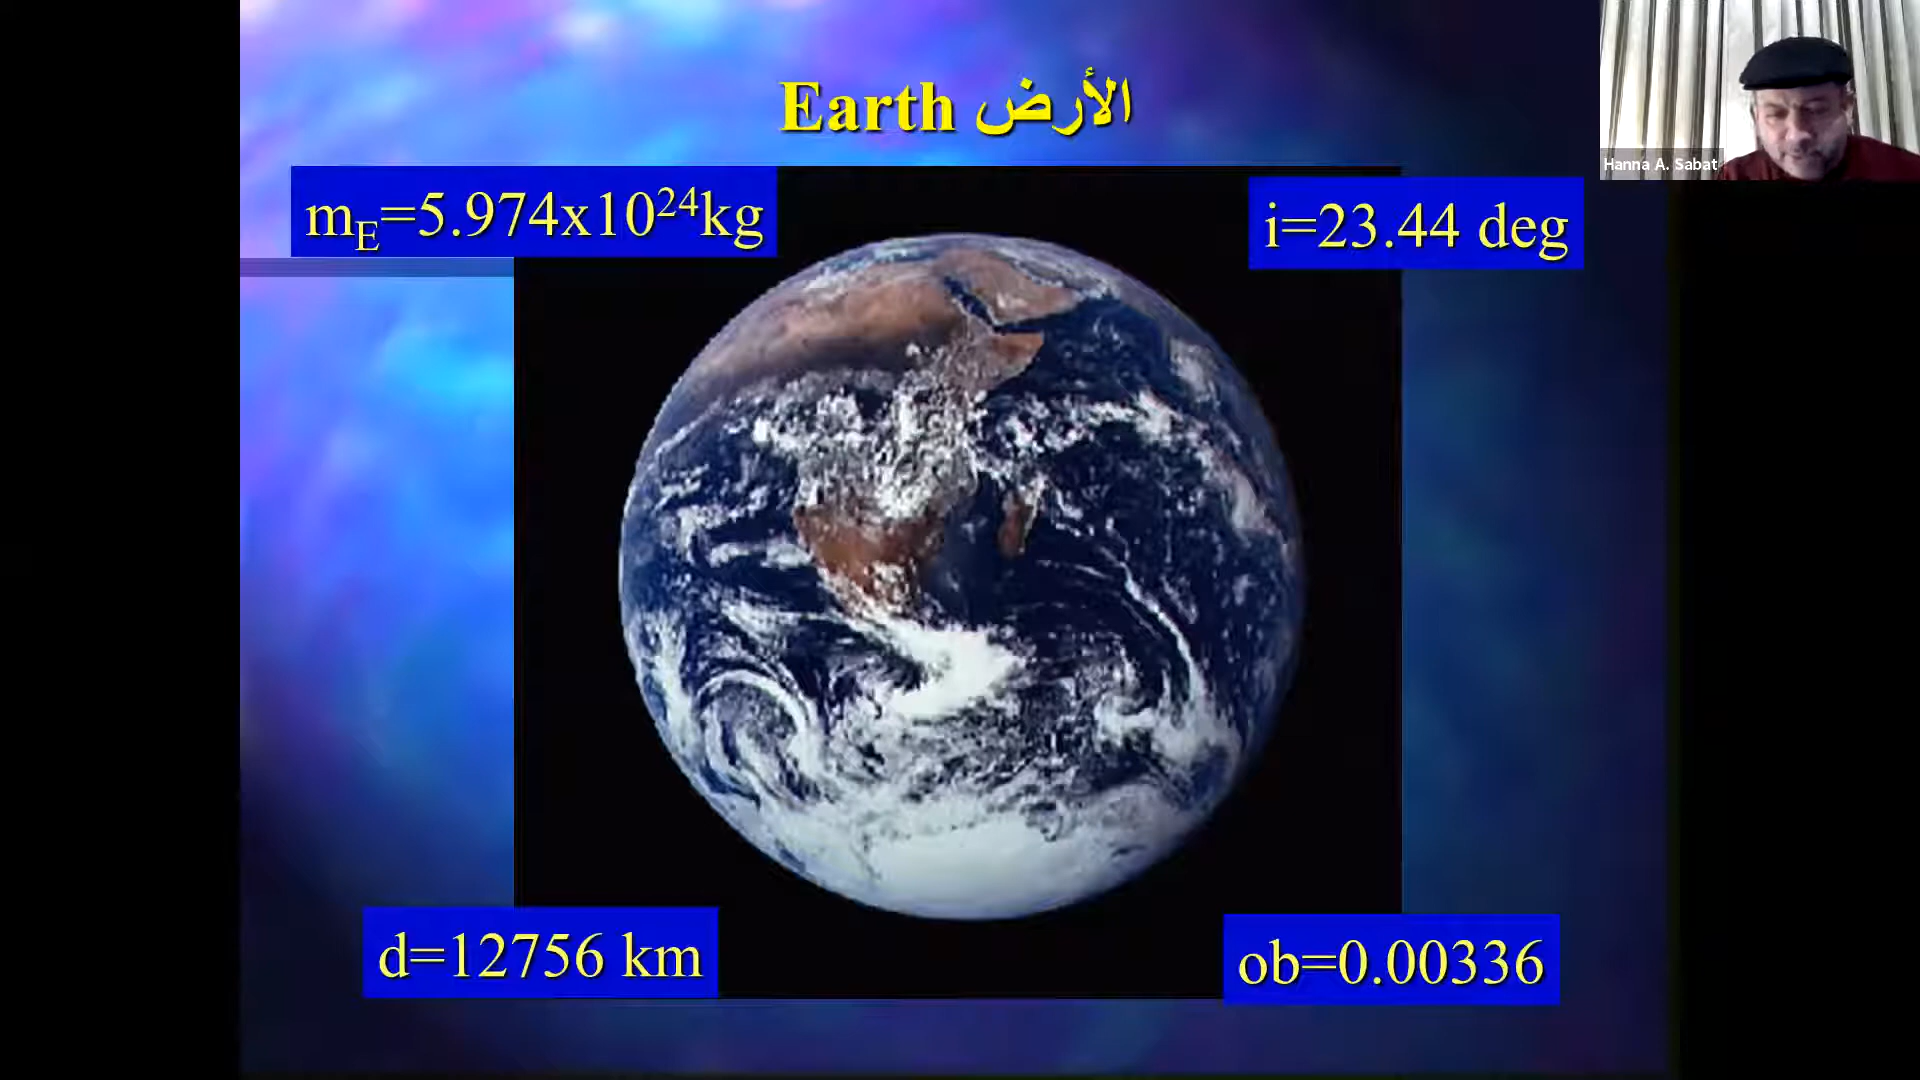 Earth الأرض
mE=5.974x10²⁴kg
i=23.44 deg
d=12756 km
ob=0.00336
Hanna A. Sabat